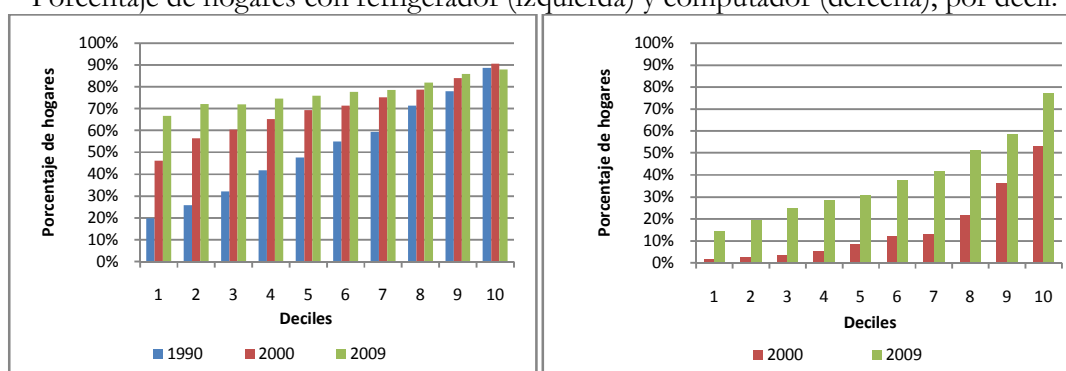 Porcentaje de hogares con refrigerador (izquierda) y computador (derecha), por decil.
Porcentaje de hogares
100%
90%
80%
70%
60%
50%
40%
30%
20%
10%
0%
1 2 3 4 5 6 7 8 9 10
Deciles
1990 2000 2009
Porcentaje de hogares
100%
90%
80%
70%
60%
50%
40%
30%
20%
10%
0%
1 2 3 4 5 6 7 8 9 10
Deciles
2000 2009